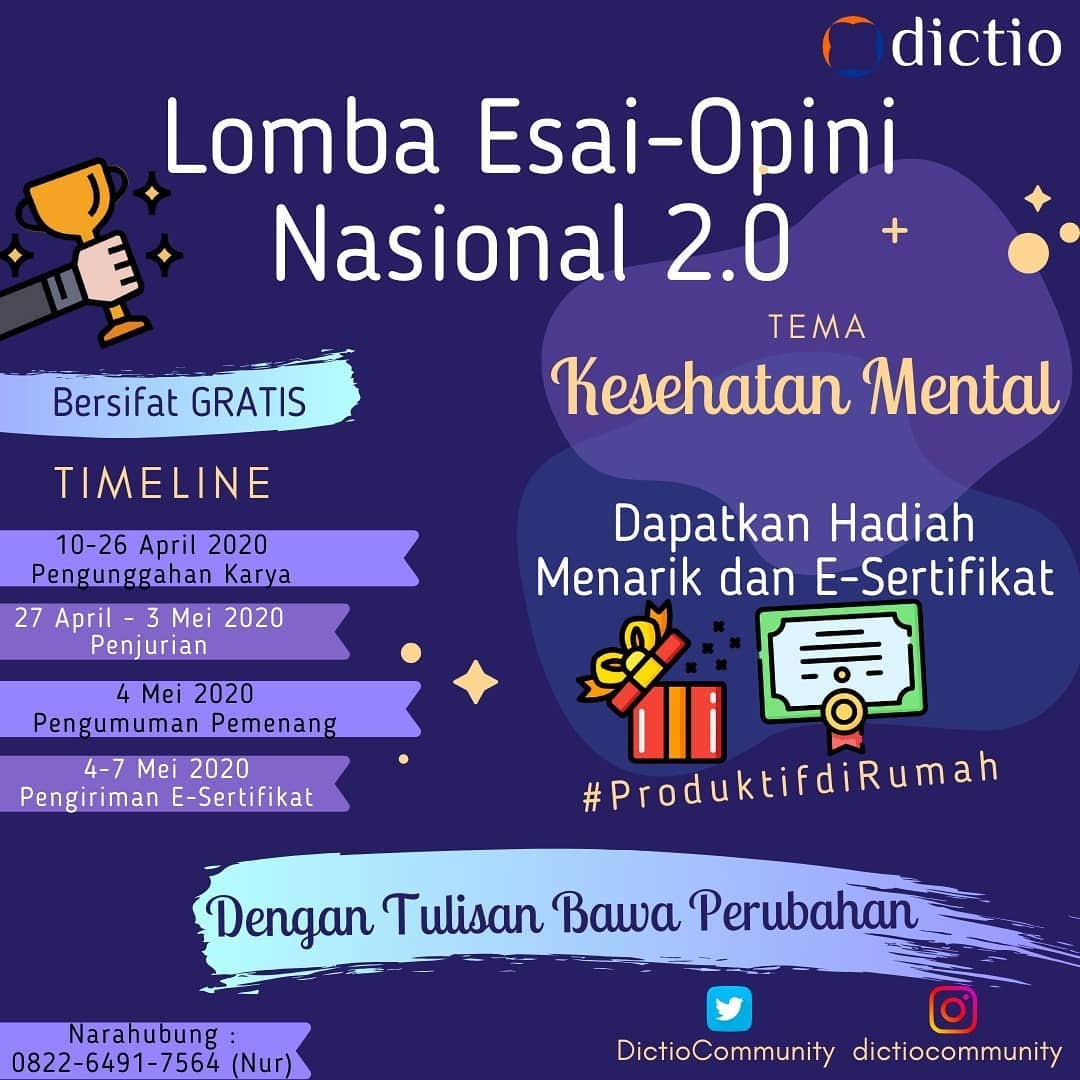 dictio
Lomba Esai-Opini
Nasional 2.0
TEMA
Kesehatan Mental
Bersifat GRATIS
TIMELINE
10-26 April 2020
Pengunggahan Karya
27 April - 3 Mei 2020
Penjurian
4 Mei 2020
Pengumuman Pemenang
4-7 Mei 2020
Pengiriman E-Sertifikat
Dapatkan Hadiah
Menarik dan E-Sertifikat
#ProduktifdiRumah
Dengan Tulisan Bawa Perubahan
Narahubung :
0822-6491-7564 (Nur)
DictioCommunity
dictiocommunity